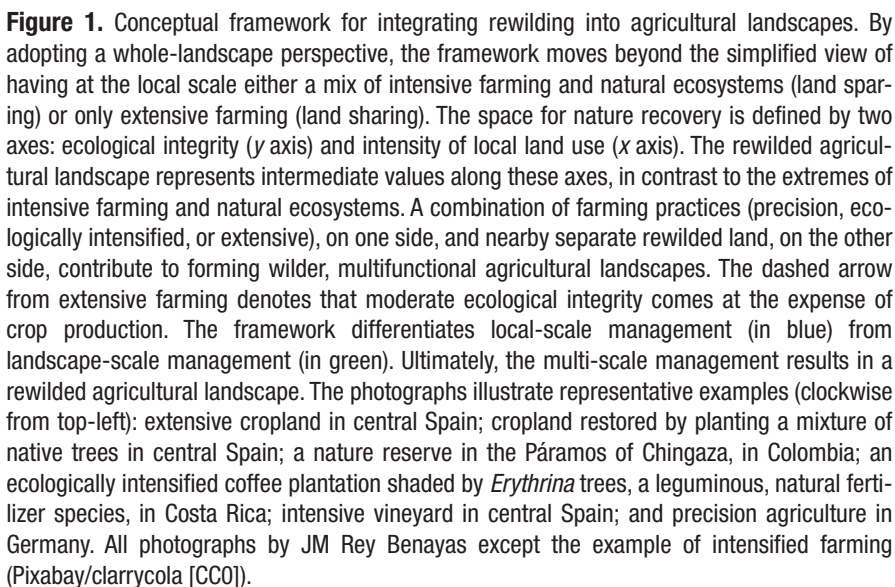 Figure 1. Conceptual framework for integrating rewilding into agricultural landscapes. By
adopting a whole-landscape perspective, the framework moves beyond the simplified view of
having at the local scale either a mix of intensive farming and natural ecosystems (land spar-
ing) or only extensive farming (land sharing). The space for nature recovery is defined by two
axes: ecological integrity (y axis) and intensity of local land use (x axis). The rewilded agricul-
tural landscape represents intermediate values along these axes, in contrast to the extremes of
intensive farming and natural ecosystems. A combination of farming practices (precision, eco-
logically intensified, or extensive), on one side, and nearby separate rewilded land, on the other
side, contribute to forming wilder, multifunctional agricultural landscapes. The dashed arrow
from extensive farming denotes that moderate ecological integrity comes at the expense of
crop production. The framework differentiates local-scale management (in blue) from
landscape-scale management (in green). Ultimately, the multi-scale management results in a
rewilded agricultural landscape. The photographs illustrate representative examples (clockwise
from top-left): extensive cropland in central Spain; cropland restored by planting a mixture of
native trees in central Spain; a nature reserve in the Páramos of Chingaza, in Colombia; an
ecologically intensified coffee plantation shaded by Erythrina trees, a leguminous, natural ferti-
lizer species, in Costa Rica; intensive vineyard in central Spain; and precision agriculture in
Germany. All photographs by JM Rey Benayas except the example of intensified farming
(Pixabay/clarrycola [CC0]).